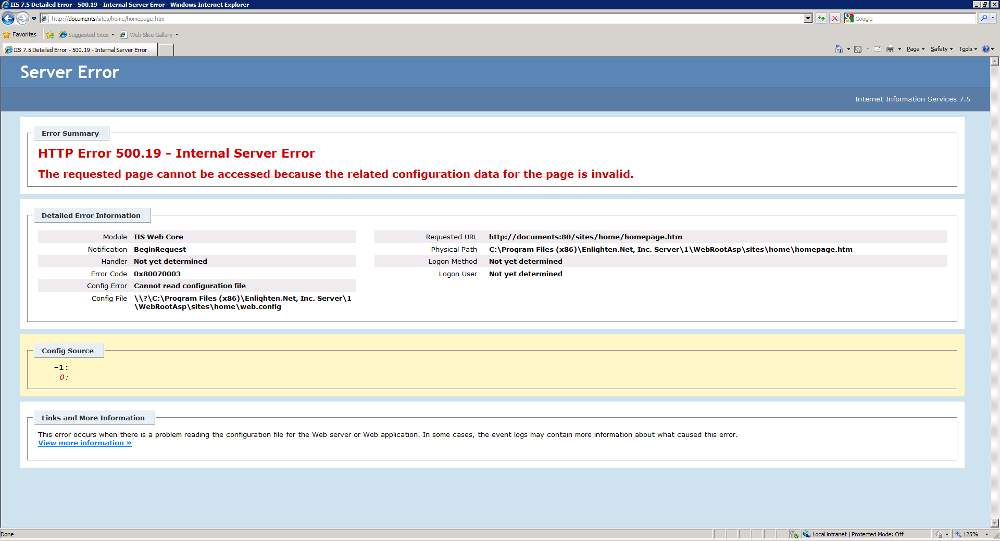 IIS 7.5 Detailed Error - 500.19 - Internal Server Error - Windows Internet Explorer
http://documents/sites/home/homepage.htm
Google
Favorites
Suggested Sites
Web Slice Gallery
IIS 7.5 Detailed Error - 500.19 - Internal Server Error
Page
Safety
Tools
Server Error
Internet Information Services 7.5
Error Summary
HTTP Error 500.19 - Internal Server Error
The requested page cannot be accessed because the related configuration data for the page is invalid.
Detailed Error Information
Module IIS Web Core
Notification BeginRequest
Handler Not yet determined
Error Code 0x80070003
Config Error Cannot read configuration file
Config File \\?\C:\Program Files (x86)\Enlighten.Net, Inc. Server\1
\WebRootAsp\sites\home\web.config
Requested URL http://documents:80/sites/home/homepage.htm
Physical Path C:\Program Files (x86)\Enlighten.Net, Inc. Server\1\WebRootAsp\sites\home\homepage.htm
Logon Method Not yet determined
Logon User Not yet determined
Config Source
-1:
0:
Links and More Information
This error occurs when there is a problem reading the configuration file for the Web server or Web application. In some cases, the event logs may contain more information about what caused this error.
View more information »
Done
Local intranet | Protected Mode: Off
125%